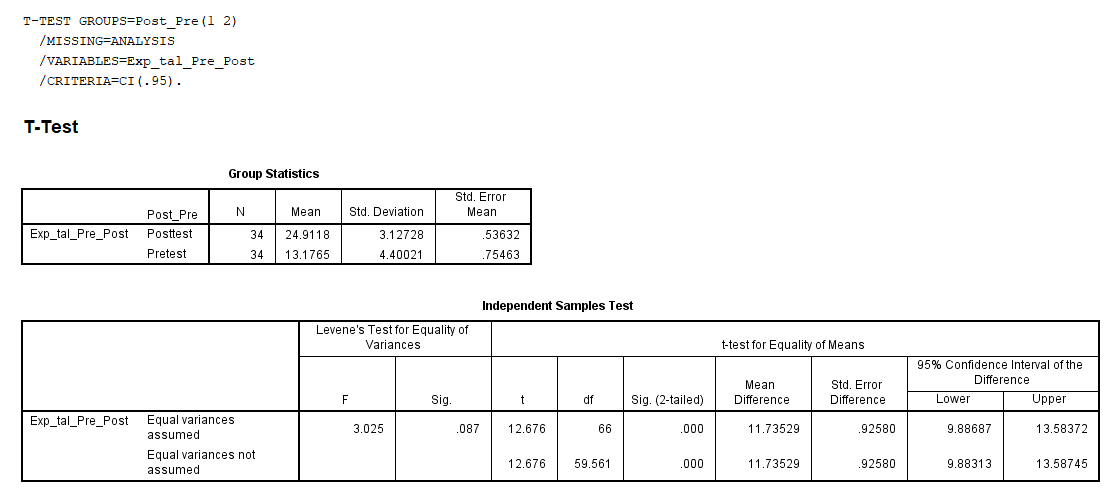 T-TEST GROUPS=Post_Pre(1 2)
/MISSING=ANALYSIS
/VARIABLES=Exp_tal_Pre_Post
/CRITERIA=CI(.95).
T-Test
Group Statistics
Post_Pre N Mean Std. Deviation Std. Error Mean
Exp_tal_Pre_Post Posttest 34 24.9118 3.12728 .53632
Pretest 34 13.1765 4.40021 .75463
Independent Samples Test
Levene's Test for Equality of Variances t-test for Equality of Means
95% Confidence Interval of the Difference
F Sig. t df Sig. (2-tailed) Mean Difference Std. Error Difference Lower Upper
Exp_tal_Pre_Post Equal variances assumed 3.025 .087 12.676 66 .000 11.73529 .92580 9.88687 13.58372
Equal variances not assumed 12.676 59.561 .000 11.73529 .92580 9.88313 13.58745